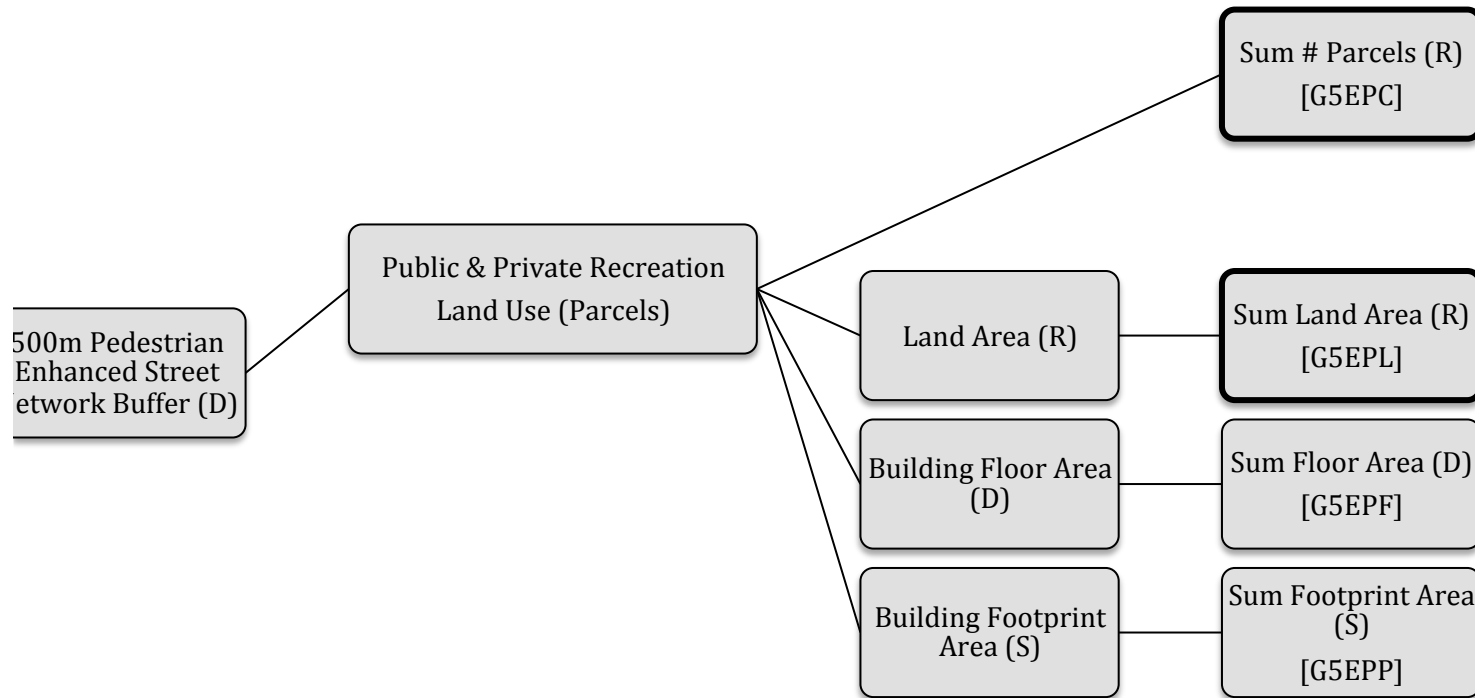 Sum # Parcels (R)
[G5EPC]
Public & Private Recreation
Land Use (Parcels)
500m Pedestrian
Enhanced Street
Buffer (D)
Land Area (R)
Sum Land Area (R)
[G5EPL]
Building Floor Area
(D)
Sum Floor Area (D)
[G5EPF]
Building Footprint
Area (S)
Sum Footprint Area
(S)
[G5EPP]